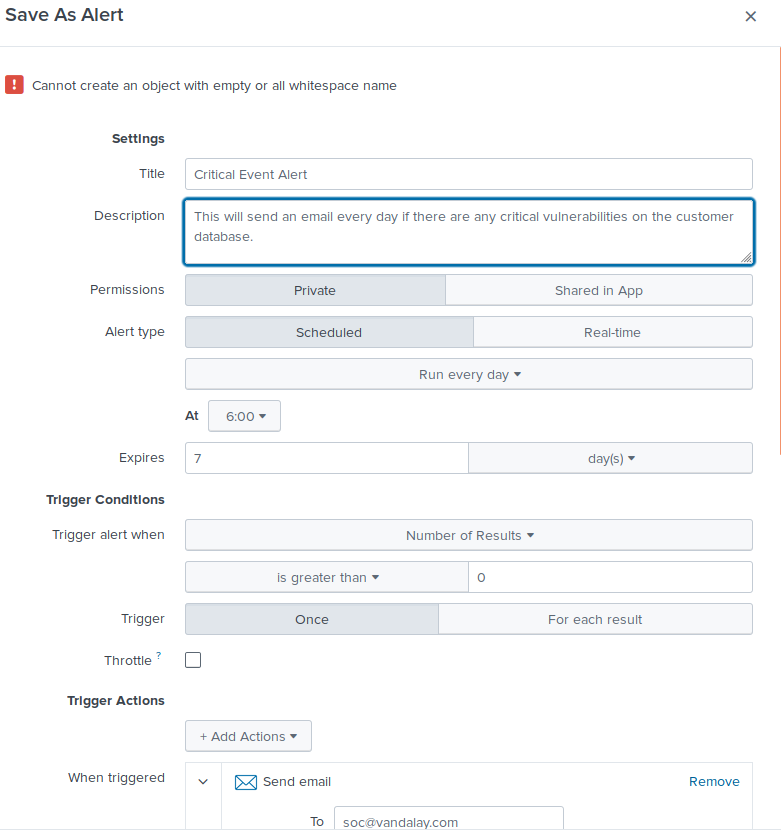 Save As Alert
Cannot create an object with empty or all whitespace name
Settings
Title Critical Event Alert
Description This will send an email every day if there are any critical vulnerabilities on the customer
database.
Permissions Private Shared in App
Alert type Scheduled Real-time
Run every day
At 6:00
Expires 7 day(s)
Trigger Conditions
Trigger alert when Number of Results
is greater than 0
Trigger Once For each result
Throttle ?
Trigger Actions
+ Add Actions
When triggered Send email Remove
To soc@vandalay.com